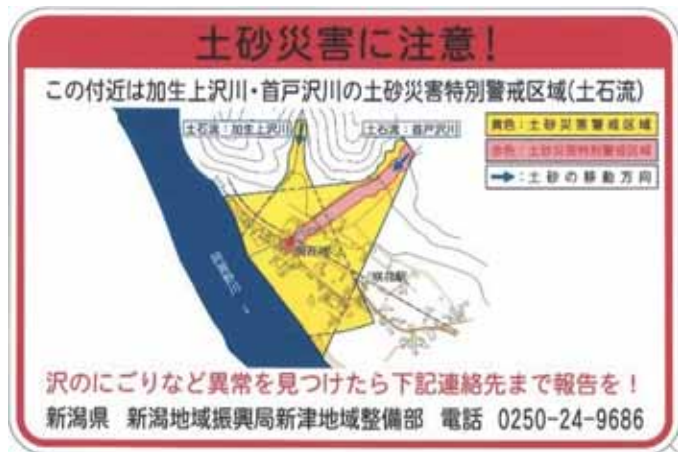 土砂災害に注意！
この付近は加生上沢川・首戸沢川の土砂災害特別警戒区域(土石流)
土石流：加生上沢川
土石流：首戸沢川
黄色：土砂災害警戒区域
赤色：土砂災害特別警戒区域
：土砂の移動方向
咲花駅
沢のにごりなど異常を見つけたら下記連絡先まで報告を！
新潟県 新潟地域振興局新津地域整備部 電話 0250-24-9686